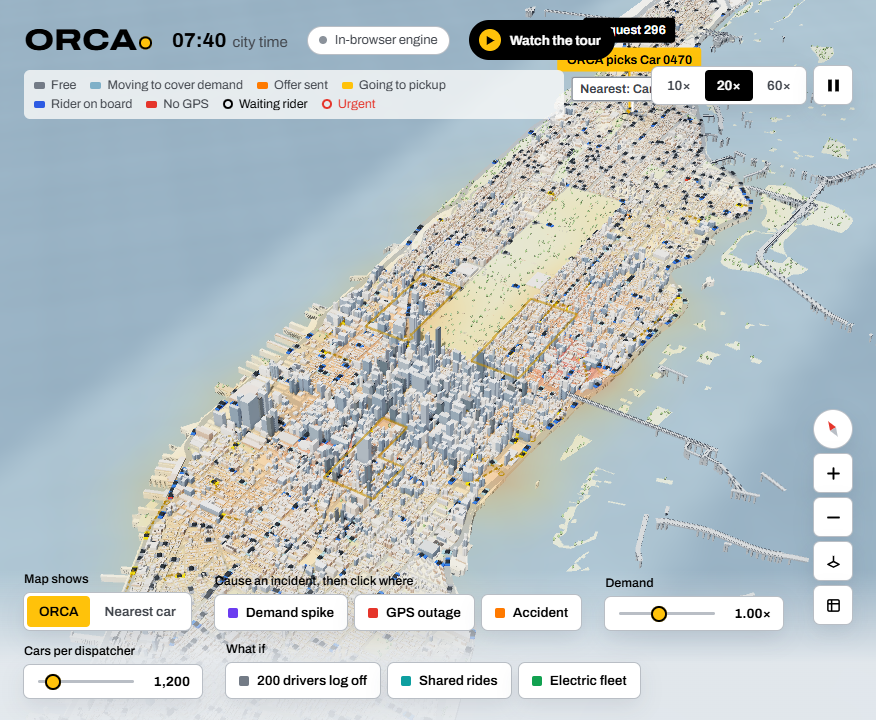 ORCA
07:40 city time
In-browser engine
Watch the tour
quest 296
ORCA picks Car 0470
Nearest: Car
10×
20×
60×
Free
Moving to cover demand
Offer sent
Going to pickup
Rider on board
No GPS
Waiting rider
Urgent
Map shows
ORCA
Nearest car
Cause an incident, then click where
Demand spike
GPS outage
Accident
Demand
1.00×
Cars per dispatcher
1,200
What if
200 drivers log off
Shared rides
Electric fleet